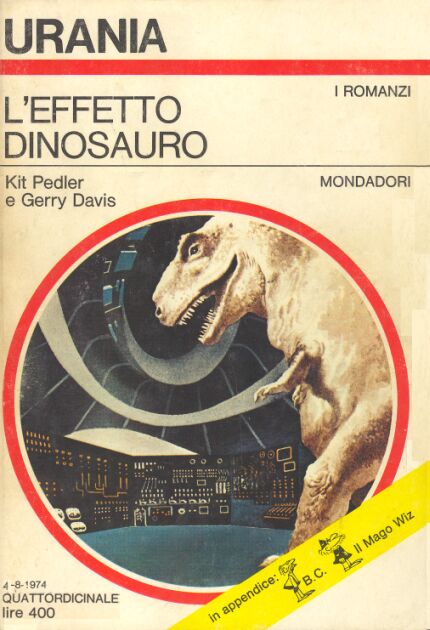 URANIA
I ROMANZI
L'EFFETTO
DINOSAURO
Kit Pedler
e Gerry Davis
MONDADORI
4-8-1974
QUATTORDICINALE
lire 400
in appendice: B.C. Il Mago Wiz